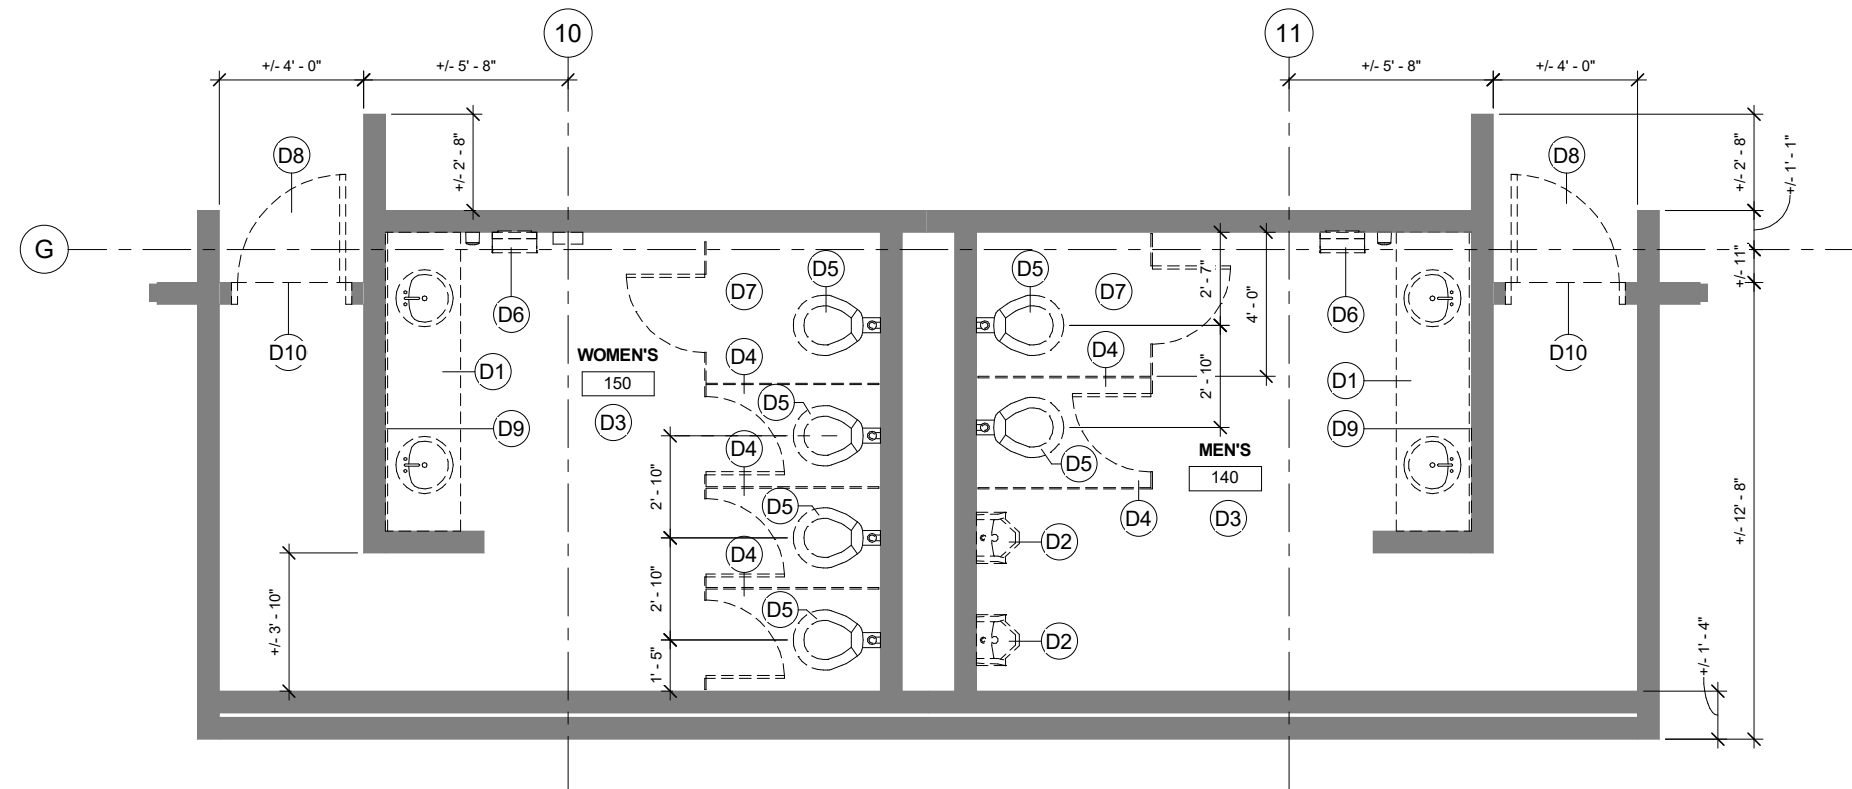 10
11
+/- 4' - 0"
+/- 5' - 8"
+/- 5' - 8"
+/- 4' - 0"
D8
+/- 2' - 8"
D8
+/- 2' - 8"
+/- 1' - 1"
G
D5
D5
2' - 7"
+/- 11"
D7
D7
4' - 0"
D6
D6
D10
WOMEN'S
D4
D4
D10
D1
150
2' - 10"
D1
D5
D9
D3
D4
MEN'S
D9
D5
140
2' - 10"
D5
D4
D3
D2
+/- 12' - 8"
D4
2' - 10"
+/- 3' - 10"
D5
D2
+/- 1' - 4"
1' - 5"